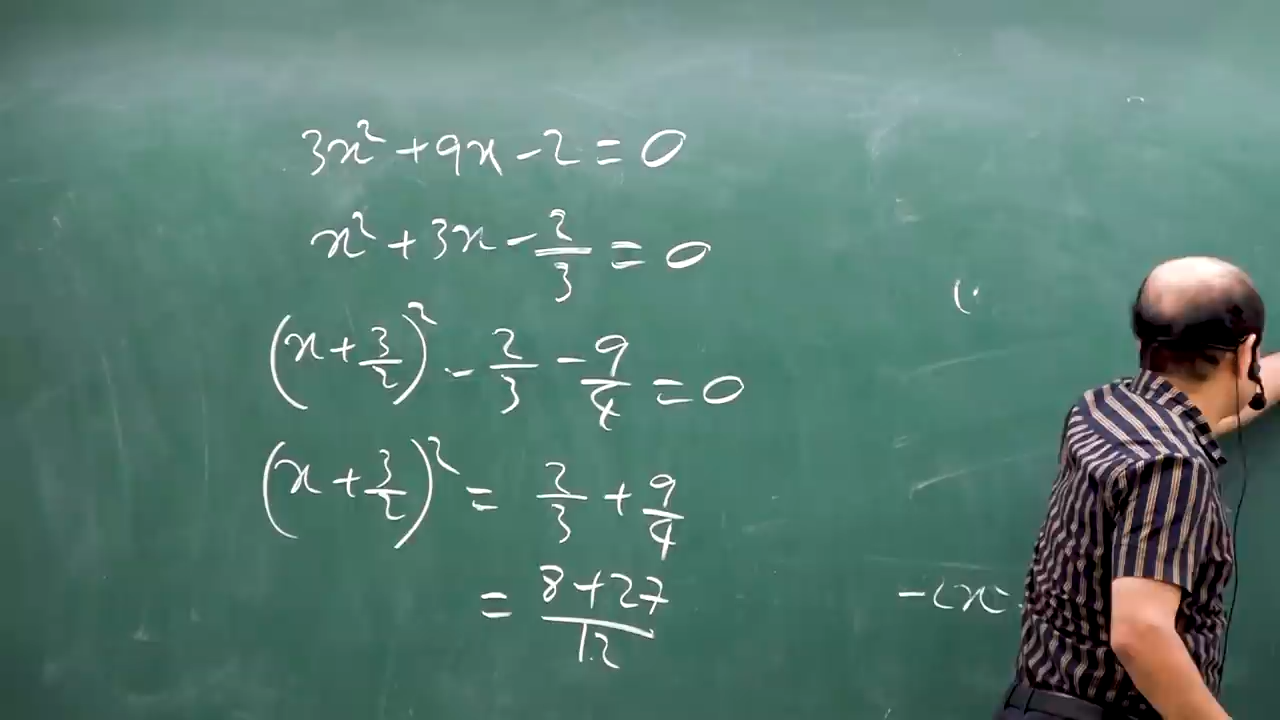 3x² + 9x - 2 = 0
x² + 3x - 2/3 = 0
(x + 3/2)² - 2/3 - 9/4 = 0
(x + 3/2)² = 2/3 + 9/4
= 8+27/12